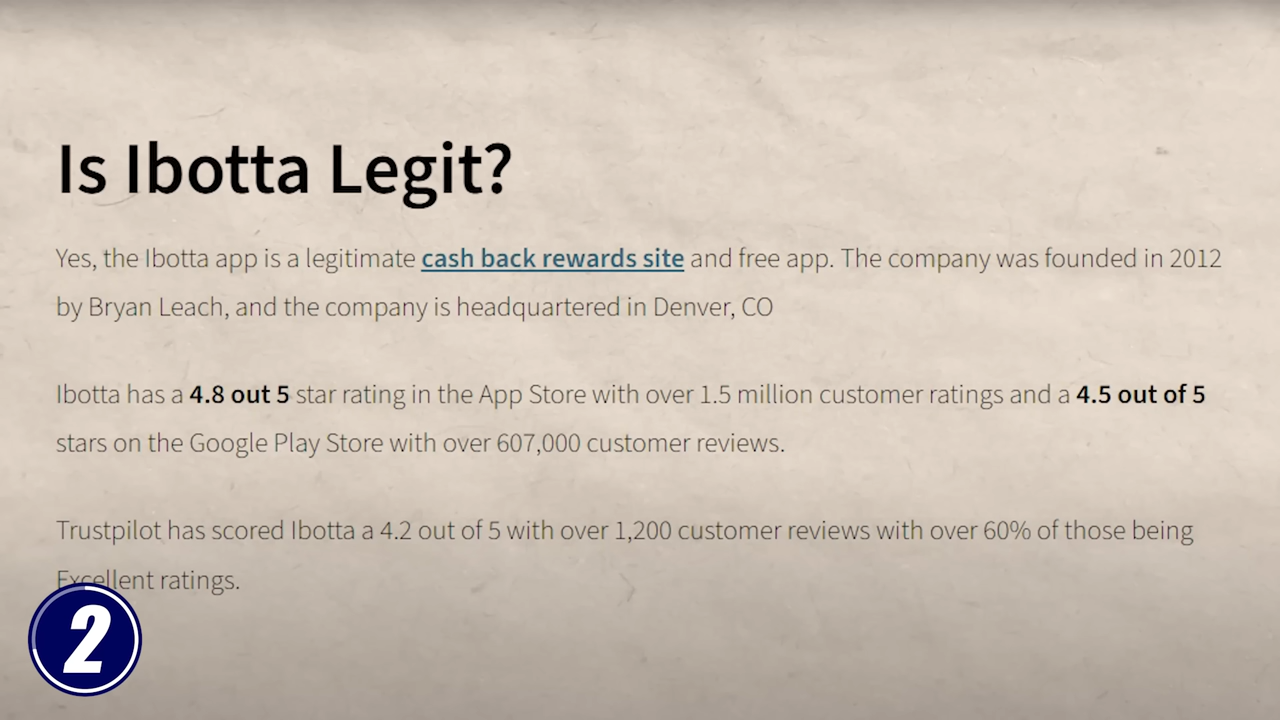 Is Ibotta Legit?
Yes, the Ibotta app is a legitimate cash back rewards site and free app. The company was founded in 2012
by Bryan Leach, and the company is headquartered in Denver, CO
Ibotta has a 4.8 out 5 star rating in the App Store with over 1.5 million customer ratings and a 4.5 out of 5
stars on the Google Play Store with over 607,000 customer reviews.
Trustpilot has scored Ibotta a 4.2 out of 5 with over 1,200 customer reviews with over 60% of those being
Excellent ratings.
2